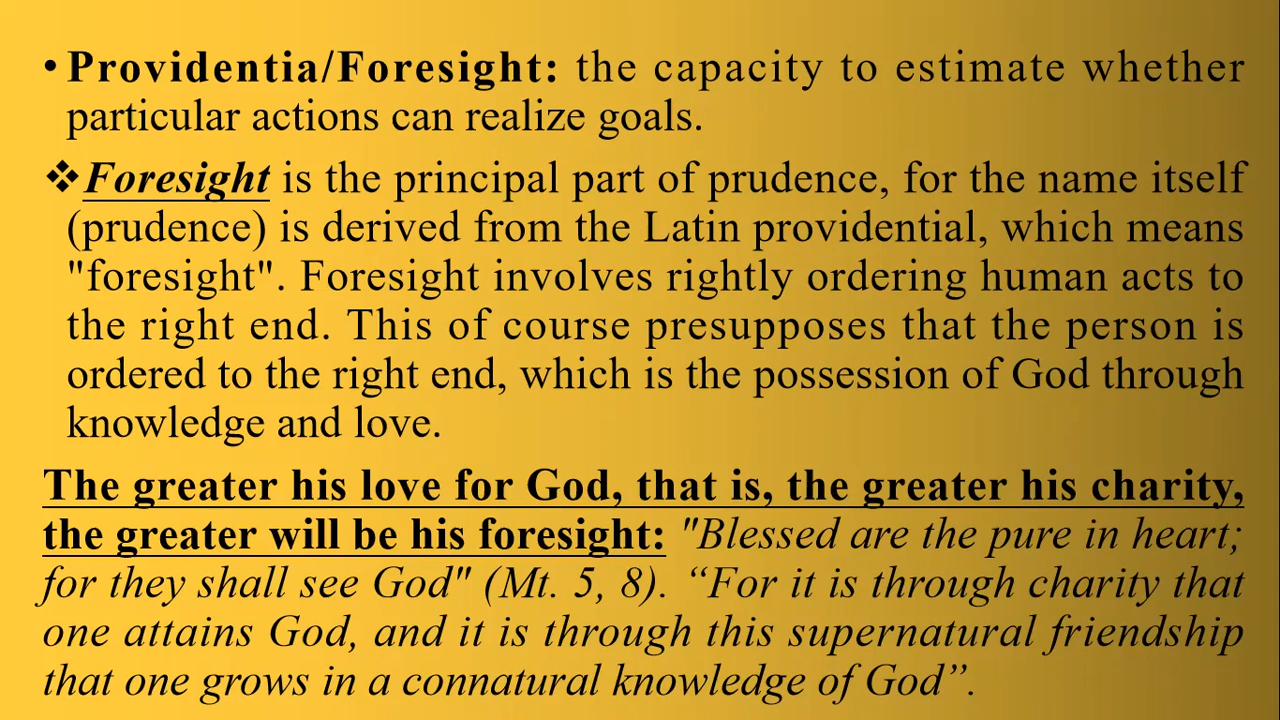 • Providentia/Foresight: the capacity to estimate whether
particular actions can realize goals.
❖Foresight is the principal part of prudence, for the name itself
(prudence) is derived from the Latin providential, which means
"foresight". Foresight involves rightly ordering human acts to
the right end. This of course presupposes that the person is
ordered to the right end, which is the possession of God through
knowledge and love.
The greater his love for God, that is, the greater his charity,
the greater will be his foresight: "Blessed are the pure in heart;
for they shall see God" (Mt. 5, 8). “For it is through charity that
one attains God, and it is through this supernatural friendship
that one grows in a connatural knowledge of God”.